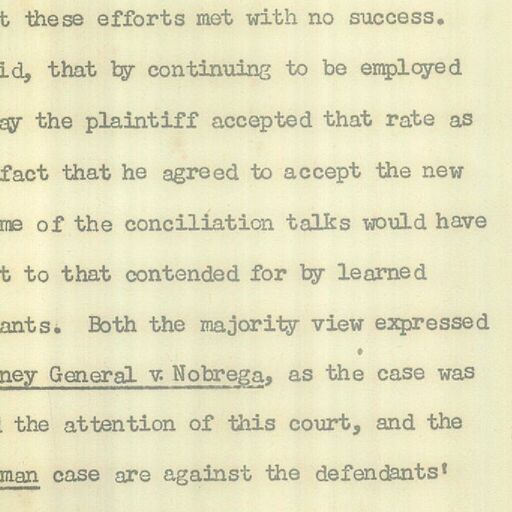 t these efforts met with no success.
id, that by continuing to be employed
ay the plaintiff accepted that rate as
fact that he agreed to accept the new
me of the conciliation talks would have
t to that contended for by learned
ants. Both the majority view expressed
ney General v. Nobrega, as the case was
the attention of this court, and the
man case are against the defendants'